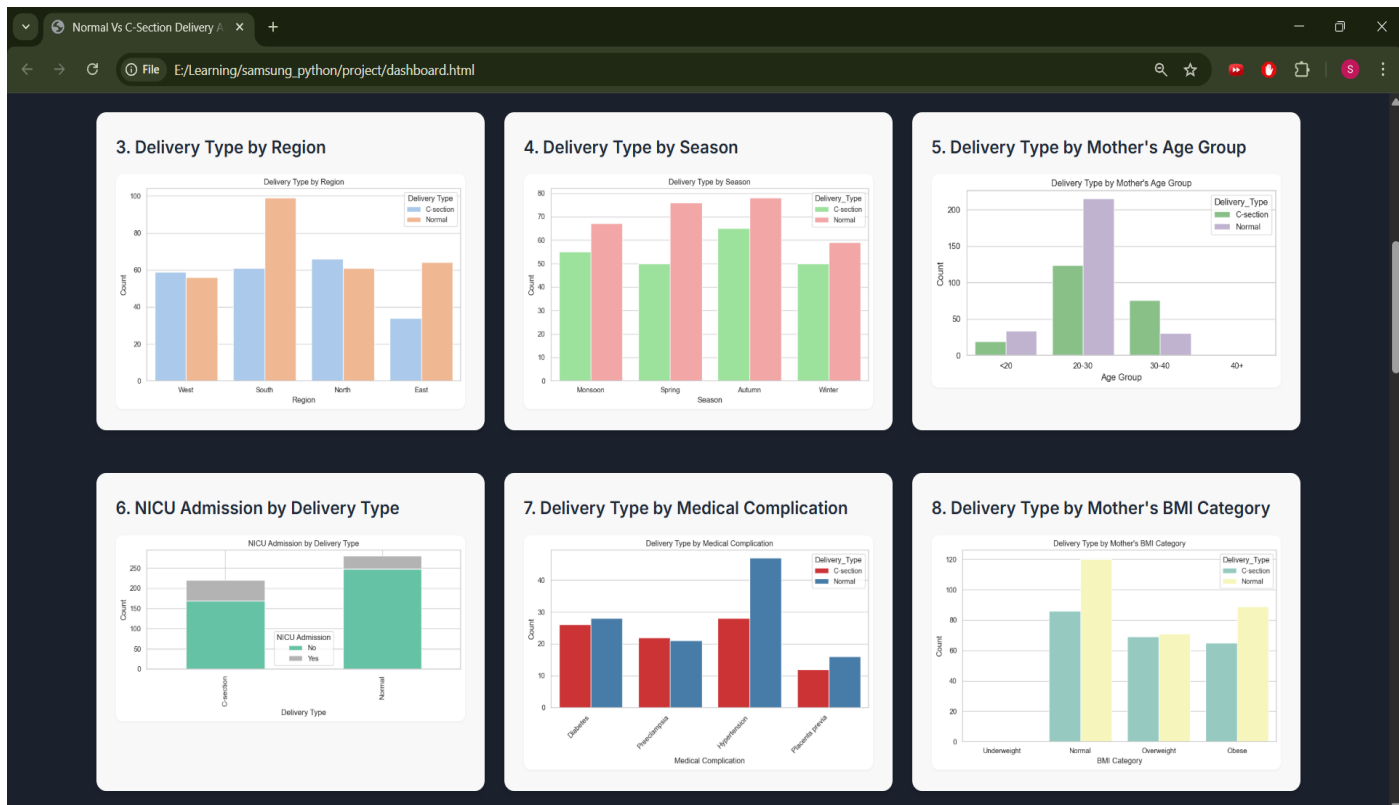 Normal Vs C-Section Delivery A
File E:/Learning/samsung_python/project/dashboard.html
S
3. Delivery Type by Region
Delivery Type by Region
Delivery Type
C-section
Normal
100
80
60
40
20
0
Count
West South North East
Region
4. Delivery Type by Season
Delivery Type by Season
Delivery_Type
C-section
Normal
80
70
60
50
40
30
20
10
0
Count
Monsoon Spring Autumn Winter
Season
5. Delivery Type by Mother's Age Group
Delivery Type by Mother's Age Group
Delivery_Type
C-section
Normal
200
150
100
50
0
Count
<20 20-30 30-40 40+
Age Group
6. NICU Admission by Delivery Type
NICU Admission by Delivery Type
250
200
150
100
50
0
Count
NICU Admission
No
Yes
C-section Normal
Delivery Type
7. Delivery Type by Medical Complication
Delivery Type by Medical Complication
Delivery_Type
C-section
Normal
40
30
20
10
0
Count
Diabetes Preeclampsia Hypertension Placenta previa
Medical Complication
8. Delivery Type by Mother's BMI Category
Delivery Type by Mother's BMI Category
Delivery_Type
C-section
Normal
120
100
80
60
40
20
0
Count
Underweight Normal Overweight Obese
BMI Category